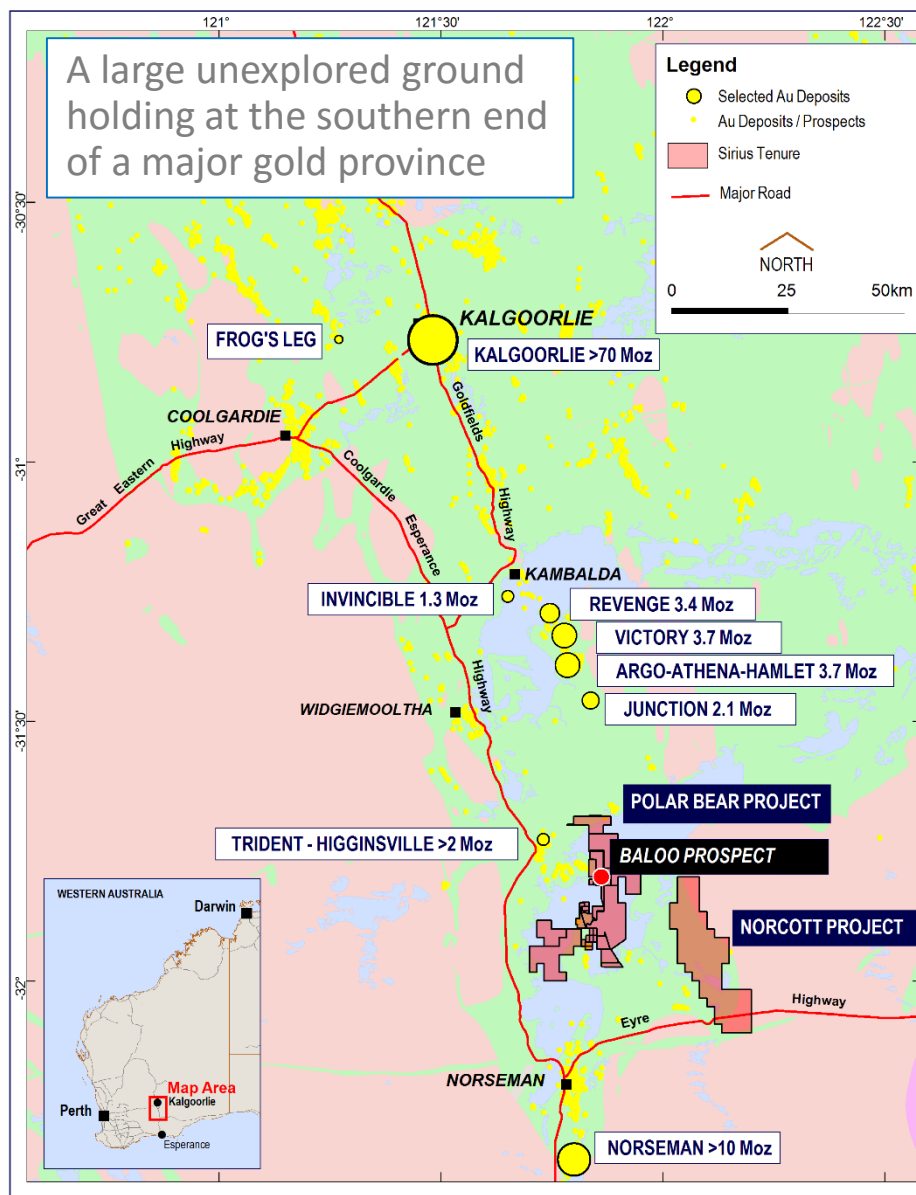 121°
121°30'
122°
122°30'
A large unexplored ground
holding at the southern end
of a major gold province
Legend
Selected Au Deposits
Au Deposits / Prospects
Sirius Tenure
Major Road
NORTH
0 25 50km
-30°30'
KALGOORLIE
FROG'S LEG
KALGOORLIE >70 Moz
COOLGARDIE
Goldfields
Highway
Great Eastern Highway
-31°
Coolgardie
Esperance
Highway
KAMBALDA
INVINCIBLE 1.3 Moz
REVENGE 3.4 Moz
VICTORY 3.7 Moz
ARGO-ATHENA-HAMLET 3.7 Moz
JUNCTION 2.1 Moz
WIDGIEMOOLTHA
-31°30'
POLAR BEAR PROJECT
TRIDENT - HIGGINSVILLE >2 Moz
BALOO PROSPECT
NORCOTT PROJECT
-32°
Eyre Highway
NORSEMAN
NORSEMAN >10 Moz
WESTERN AUSTRALIA
Darwin
Map Area
Kalgoorlie
Perth
Esperance